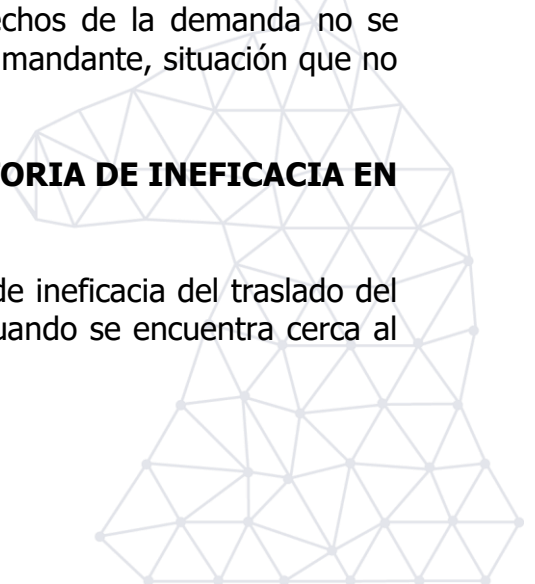 chos de la demanda no se
mandante, situación que no
ORIA DE INEFICACIA EN
de ineficacia del traslado del
uando se encuentra cerca al